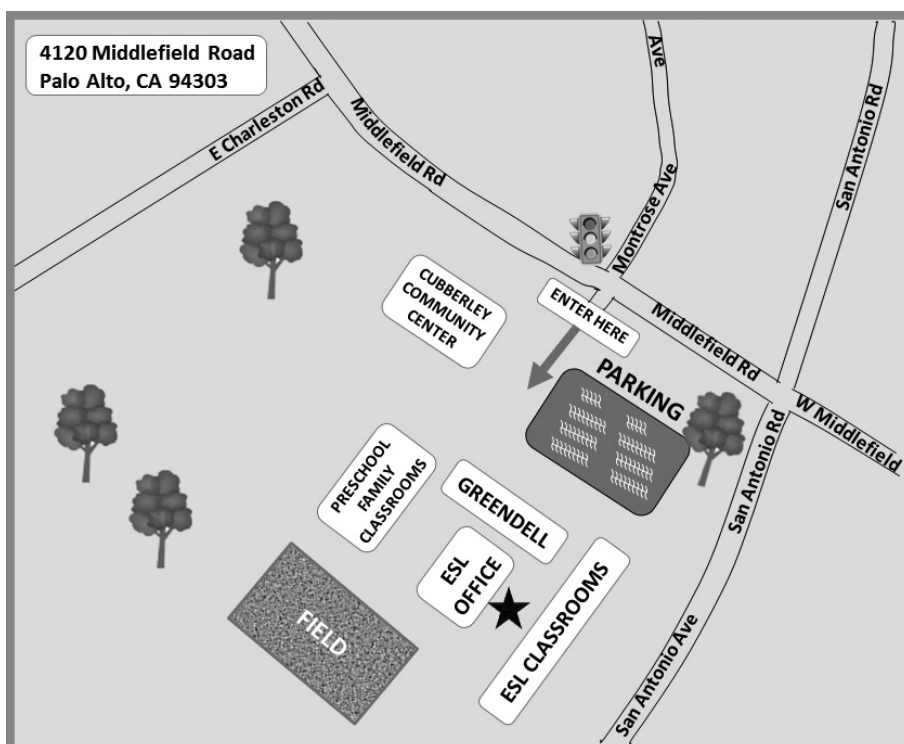 4120 Middlefield Road
Palo Alto, CA 94303
E Charleston Rd
Middlefield Rd
Ave
Montrose Ave
San Antonio Rd
CUBBERLEY
COMMUNITY
CENTER
ENTER HERE
Middlefield Rd
PARKING
W Middlefield
San Antonio Rd
PRESCHOOL
FAMILY
CLASSROOMS
GREENDELL
ESL
OFFICE
ESL CLASSROOMS
FIELD
San Antonio Ave